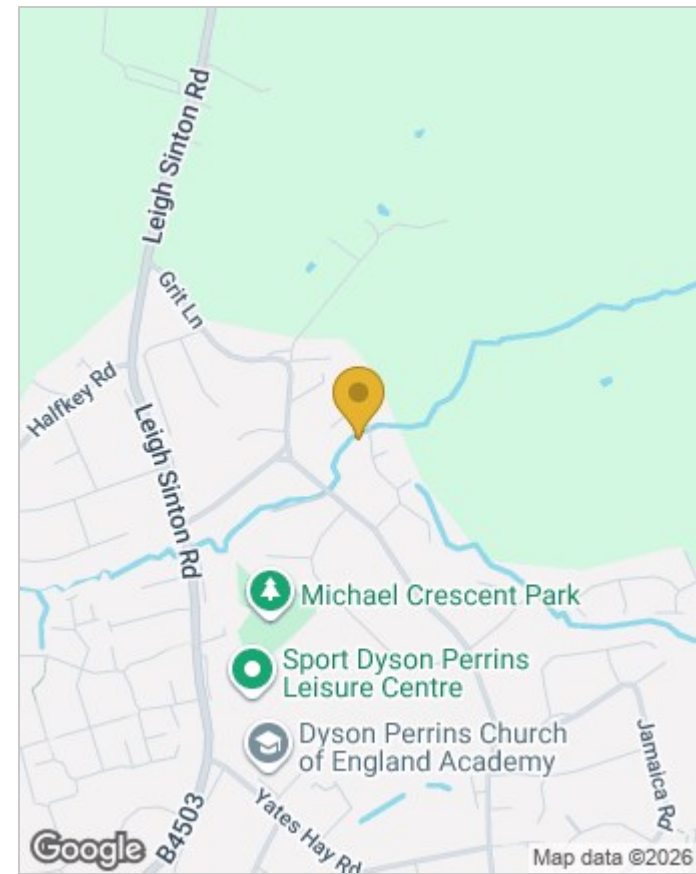 Leigh Sinton Rd
Grit Ln
Halfkey Rd
Leigh Sinton Rd
Michael Crescent Park
Sport Dyson Perrins
Leisure Centre
Dyson Perrins Church
of England Academy
Jamaica Rd
B4503
Yates Hay Rd
Google
Map data ©2026